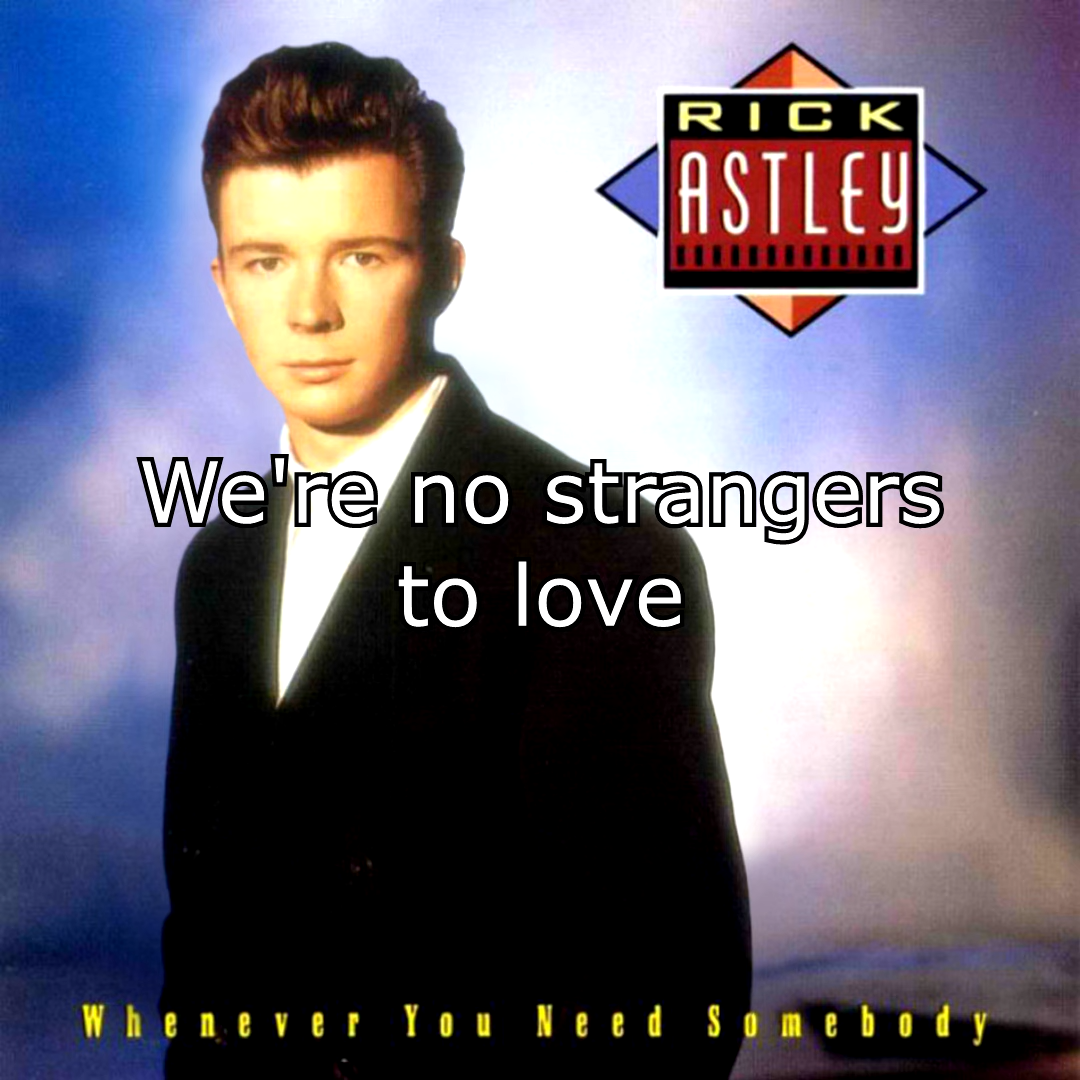 RICK
ASTLEY
We're no strangers
to love
Whenever You Need Somebody